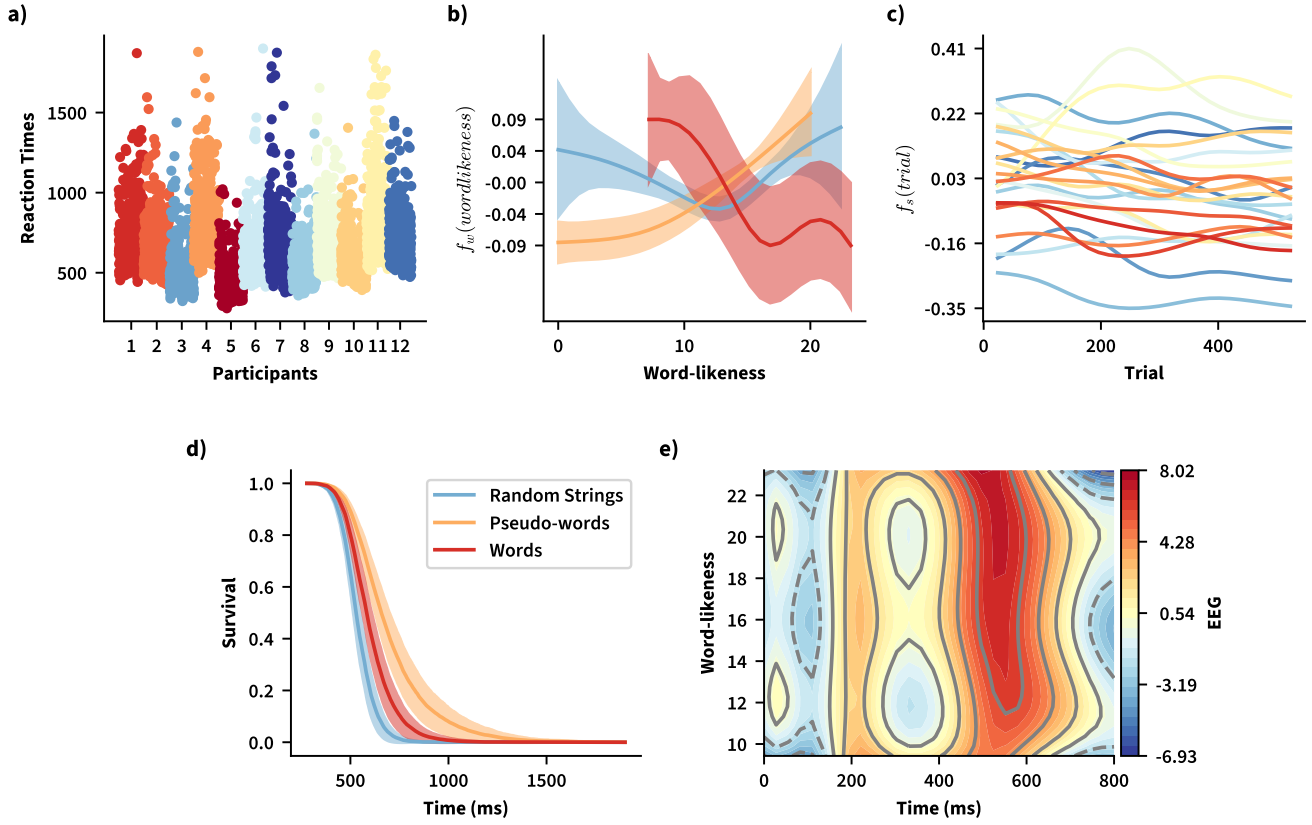 a)
Reaction Times
1500
1000
500
1 2 3 4 5 6 7 8 9 10 11 12
Participants
b)
f_w(wordlikeness)
0.09
0.04
-0.00
-0.04
-0.09
0 10 20
Word-likeness
c)
f_s(trial)
0.41
0.22
0.03
-0.16
-0.35
0 200 400
Trial
d)
Survival
1.0
0.8
0.6
0.4
0.2
0.0
500 1000 1500
Time (ms)
Random Strings
Pseudo-words
Words
e)
Word-likeness
22
20
18
16
14
12
10
0 200 400 600 800
Time (ms)
8.02
4.28
0.54
-3.19
-6.93
EEG